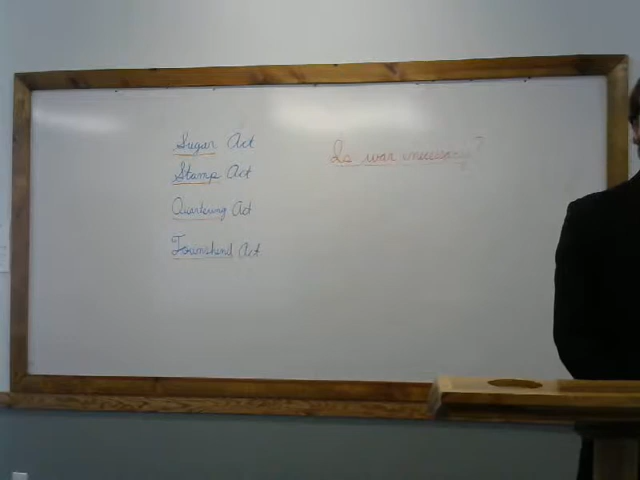 Sugar Act
Stamp Act
Quartering Act
Townshend Act
Is war necessary?